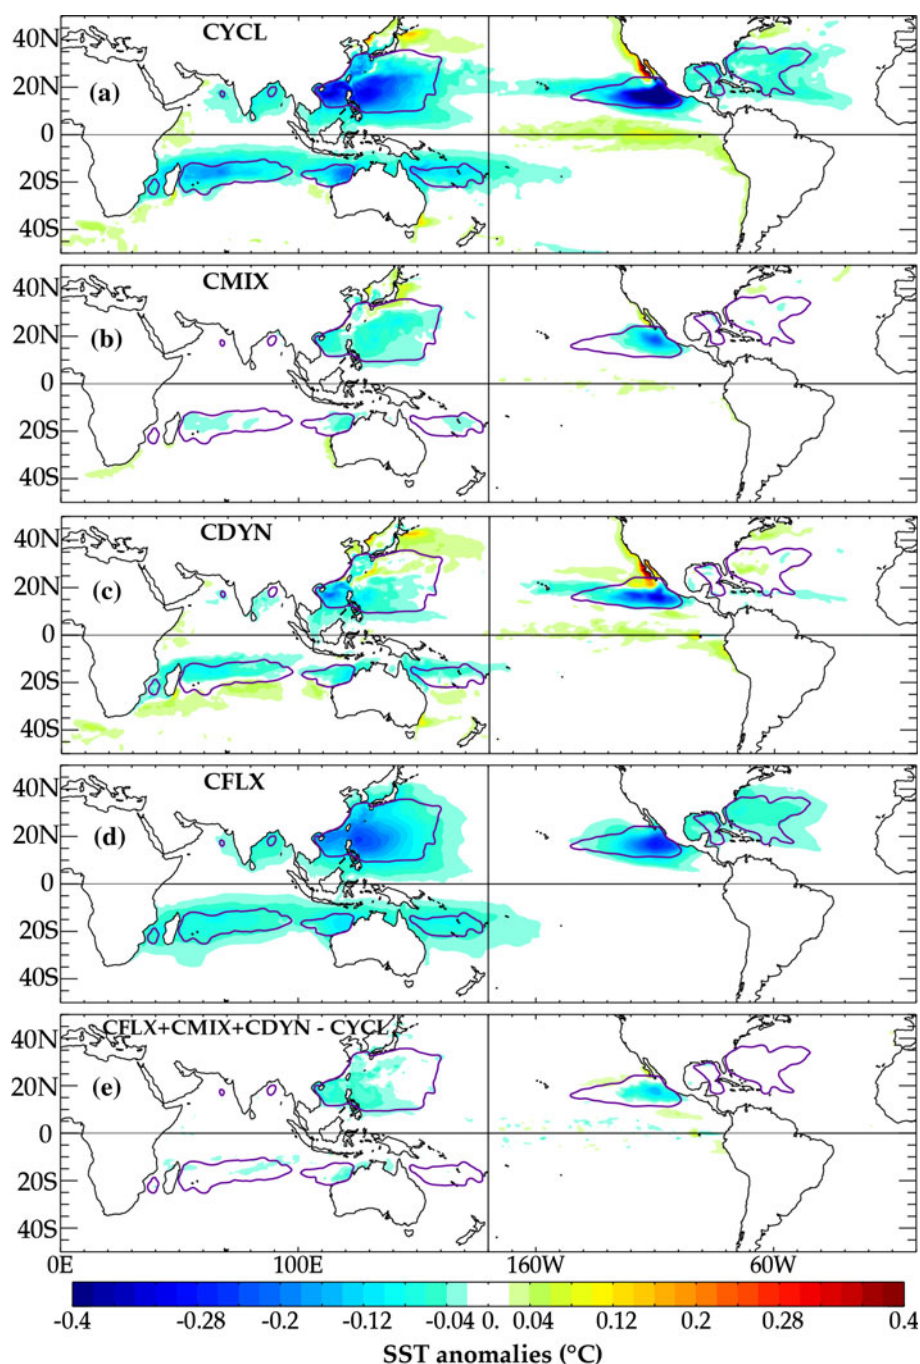 CYCL
40N
20N
(a)
0
20S
40S
CMIX
40N
20N
(b)
0
20S
40S
CDYN
40N
20N
(c)
0
20S
40S
CFLX
40N
20N
(d)
0
20S
40S
CFLX+CMIX+CDYN - CYCL
40N
20N
(e)
0
20S
40S
0E 100E 160W 60W
-0.4 -0.28 -0.2 -0.12 -0.04 0. 0.04 0.12 0.2 0.28 0.4
SST anomalies (°C)